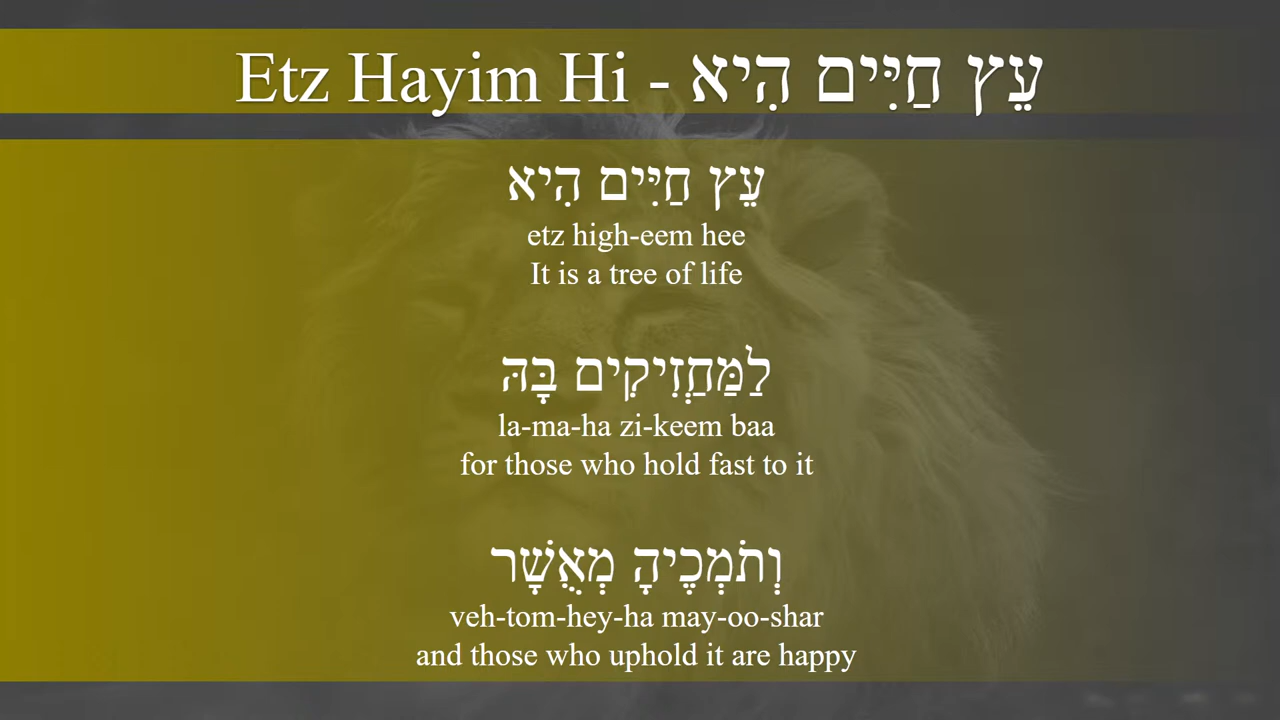 Etz Hayim Hi - עֵץ חַיִּים הִיא
עֵץ חַיִּים הִיא
etz high-eem hee
It is a tree of life
לַמַּחֲזִיקִים בָּהּ
la-ma-ha zi-keem baa
for those who hold fast to it
וְתֹמְכֶיהָ מְאֻשָּׁר
veh-tom-hey-ha may-oo-shar
and those who uphold it are happy